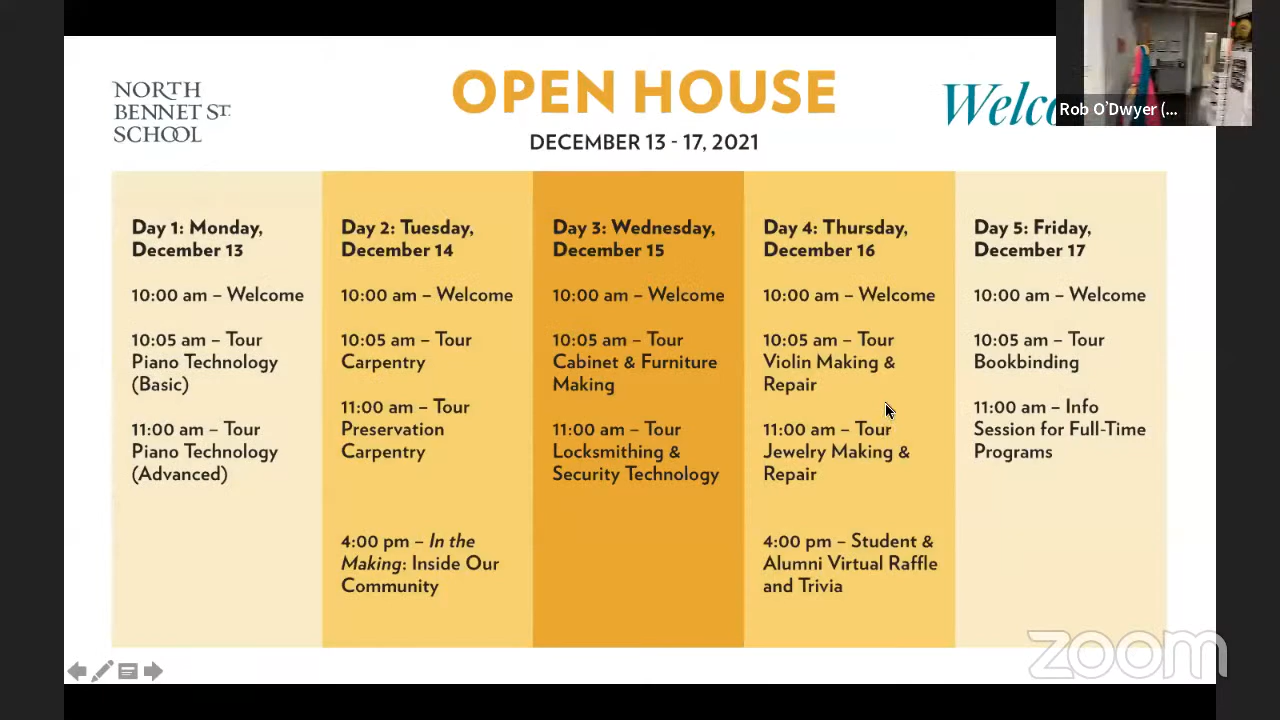 NORTH
BENNET ST.
SCHOOL
OPEN HOUSE
DECEMBER 13 - 17, 2021
Rob O'Dwyer (...
Day 1: Monday,
December 13
10:00 am – Welcome
10:05 am – Tour
Piano Technology
(Basic)
11:00 am – Tour
Piano Technology
(Advanced)
Day 2: Tuesday,
December 14
10:00 am – Welcome
10:05 am – Tour
Carpentry
11:00 am – Tour
Preservation
Carpentry
4:00 pm – In the
Making: Inside Our
Community
Day 3: Wednesday,
December 15
10:00 am – Welcome
10:05 am – Tour
Cabinet & Furniture
Making
11:00 am – Tour
Locksmithing &
Security Technology
Day 4: Thursday,
December 16
10:00 am – Welcome
10:05 am – Tour
Violin Making &
Repair
11:00 am – Tour
Jewelry Making &
Repair
4:00 pm – Student &
Alumni Virtual Raffle
and Trivia
Day 5: Friday,
December 17
10:00 am – Welcome
10:05 am – Tour
Bookbinding
11:00 am – Info
Session for Full-Time
Programs
zoom